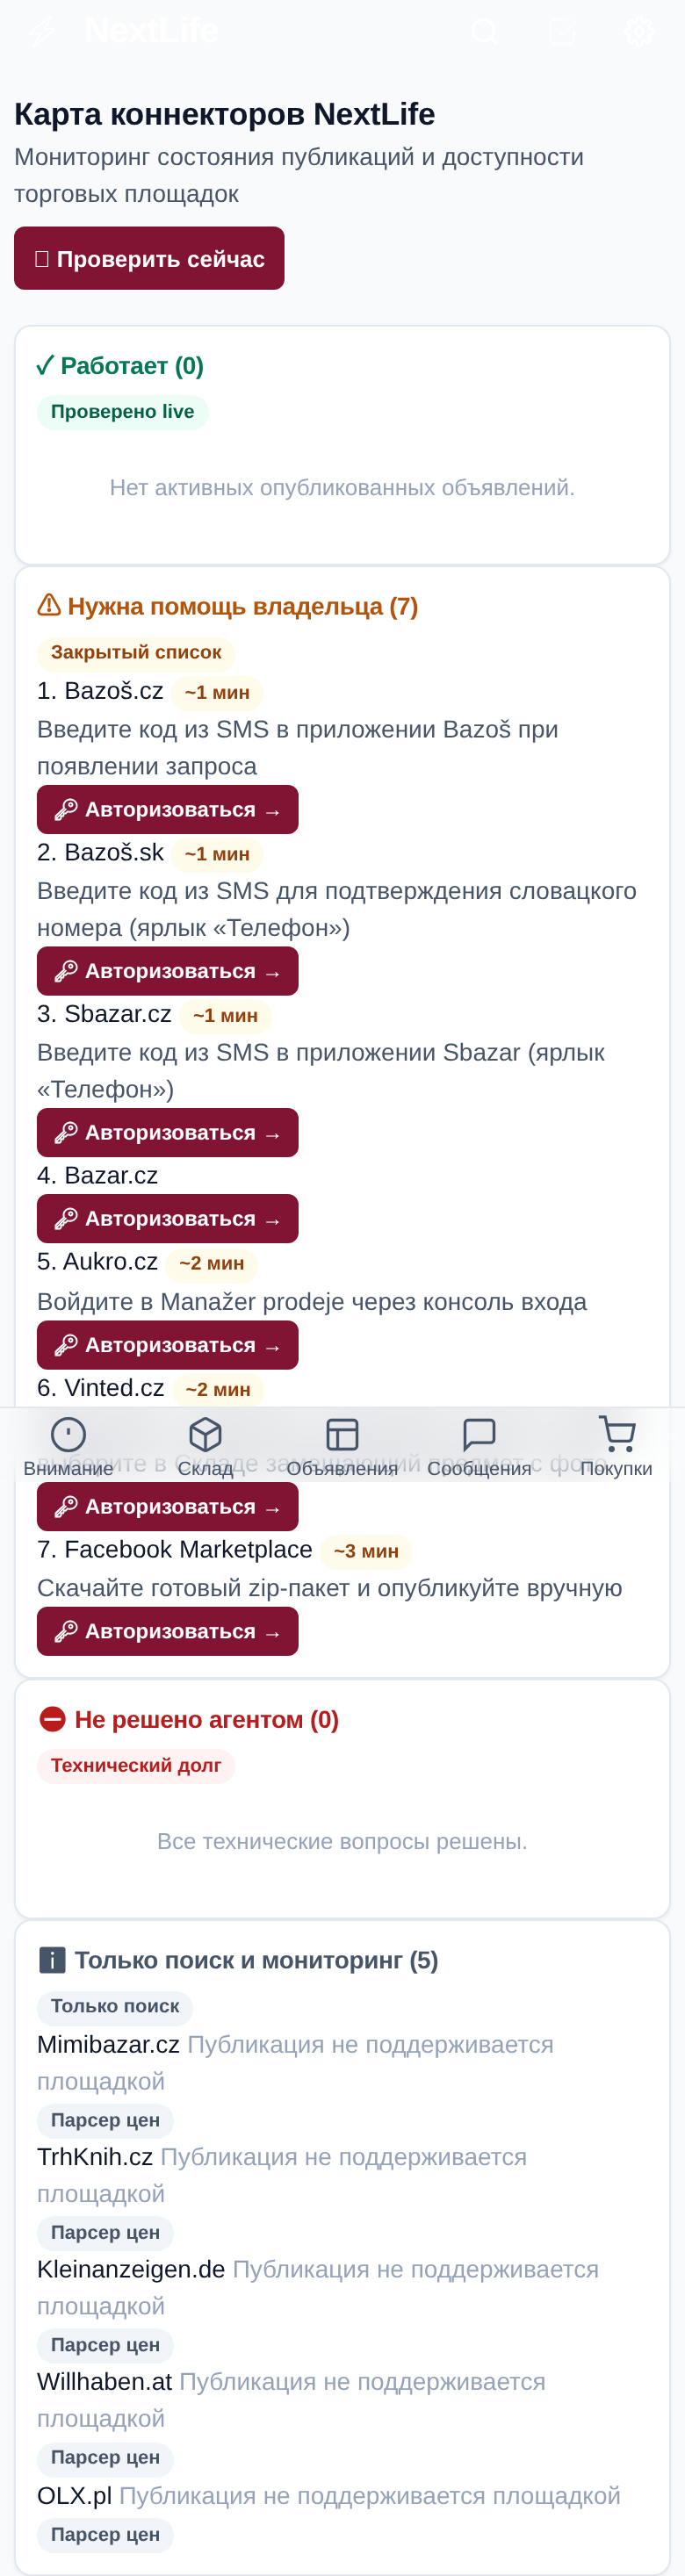 NextLife
Карта коннекторов NextLife
Мониторинг состояния публикаций и доступности
торговых площадок
Проверить сейчас
✓ Работает (0)
Проверено live
Нет активных опубликованных объявлений.
⚠ Нужна помощь владельца (7)
Закрытый список
1. Bazoš.cz ~1 мин
Введите код из SMS в приложении Bazoš при
появлении запроса
Авторизоваться →
2. Bazoš.sk ~1 мин
Введите код из SMS для подтверждения словацкого
номера (ярлык «Телефон»)
Авторизоваться →
3. Sbazar.cz ~1 мин
Введите код из SMS в приложении Sbazar (ярлык
«Телефон»)
Авторизоваться →
4. Bazar.cz
Авторизоваться →
5. Aukro.cz ~2 мин
Войдите в Manažer prodeje через консоль входа
Авторизоваться →
6. Vinted.cz ~2 мин
выберите в Складе замещающий предмет с фото
Внимание Склад Объявления Сообщения Покупки
Авторизоваться →
7. Facebook Marketplace ~3 мин
Скачайте готовый zip-пакет и опубликуйте вручную
Авторизоваться →
Не решено агентом (0)
Технический долг
Все технические вопросы решены.
Только поиск и мониторинг (5)
Только поиск
Mimibazar.cz Публикация не поддерживается
площадкой
Парсер цен
TrhKnih.cz Публикация не поддерживается
площадкой
Парсер цен
Kleinanzeigen.de Публикация не поддерживается
площадкой
Парсер цен
Willhaben.at Публикация не поддерживается
площадкой
Парсер цен
OLX.pl Публикация не поддерживается площадкой
Парсер цен